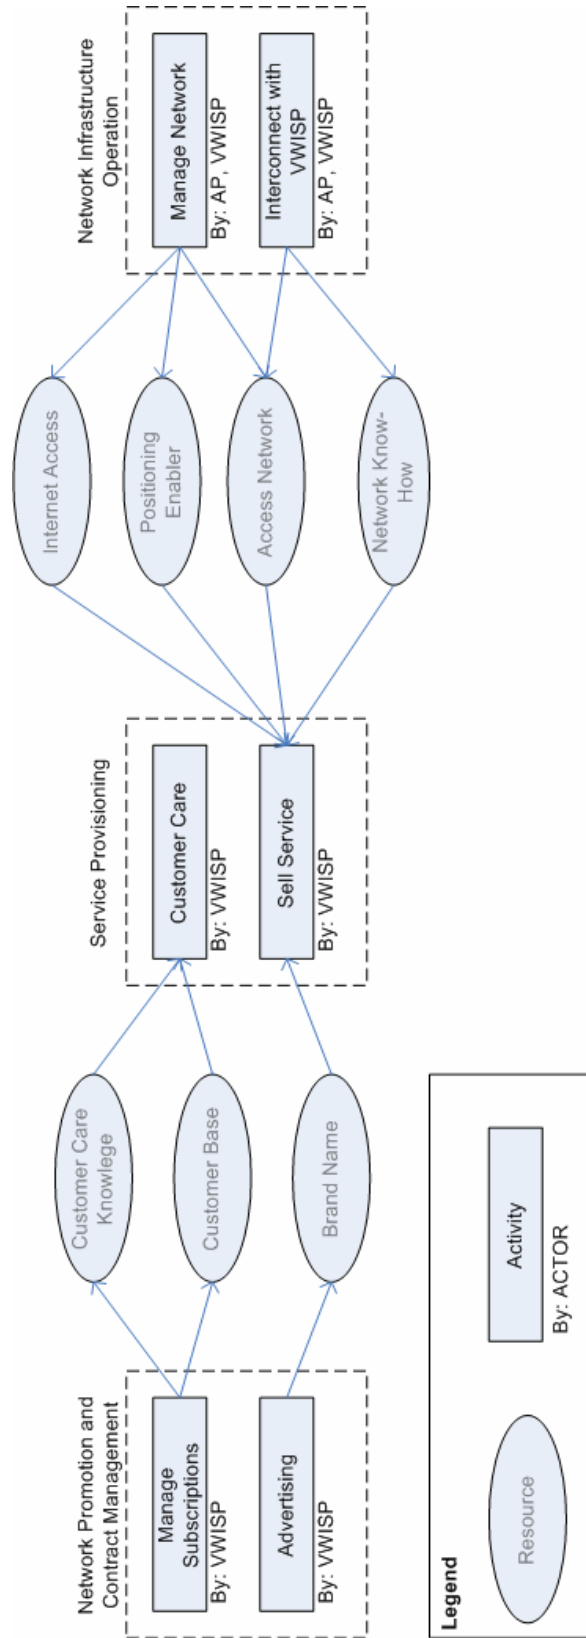 Network Promotion and
Contract Management
Manage
Subscriptions
By: VWISP
Advertising
By: VWISP
Customer Care
Knowlege
Customer Base
Brand Name
Service Provisioning
Customer Care
By: VWISP
Sell Service
By: VWISP
Internet Access
Positioning
Enabler
Access Network
Network Know-
How
Network Infrastructure
Operation
Manage Network
By: AP, VWISP
Interconnect with
VWISP
By: AP, VWISP
Legend
Resource
Activity
By: ACTOR